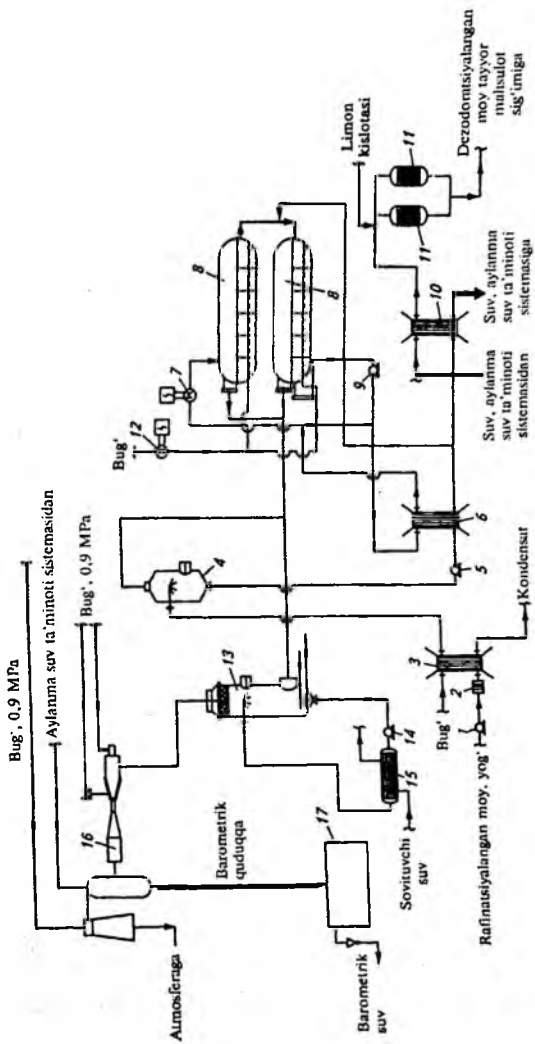 Bug', 0.9 MPa
Aylanma suv ta'minoti sistemasidan
Bug', 0.9 MPa
16
Atmosferaga
Barometrik
quduqqa
17
Barometrik
suv
13
14
15
Sovituvchi
suv
4
Bug'
12
7
8
8
9
5
6
3
2
1
Bug'
Rafinatsiyalangan moy, yog'
Kondensat
10
Suv, aylanma
suv ta'minoti
sistemasidan
Suv, aylanma
suv ta'minoti
sistemasiga
Limon
kislotasi
11
11
Dezodoratsiyalangan
moy tayyor
mahsulot
sig'imiga